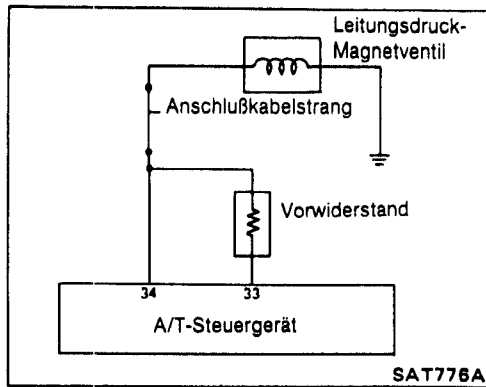 Leitungsdruck-
Magnetventil
Anschlußkabelstrang
Vorwiderstand
34 33
A/T-Steuergerät
SAT776A